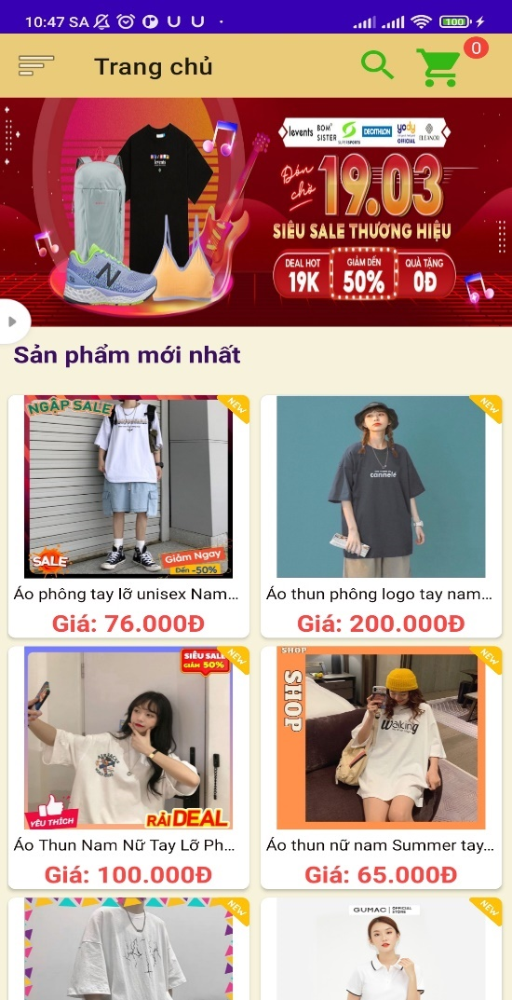 10:47 SA
100
Trang chủ
0
levents
BOM SISTER
SUPERSPORTS
DECATHLON
yody
OFFICIAL
ELEANOR
Đón chờ
19.03
SIÊU SALE THƯƠNG HIỆU
DEAL HOT
19K
GIẢM ĐẾN
50%
QUÀ TẶNG
0Đ
levents
N
Sản phẩm mới nhất
NGẬP SALE
NEW
SALE
Giảm Ngay
Đến -50%
Áo phông tay lỡ unisex Nam...
Giá: 76.000Đ
NEW
cannelé
Áo thun phông logo tay nam...
Giá: 200.000Đ
SIÊU SALE
GIẢM 50%
NEW
YÊU THÍCH
RẢI DEAL
Áo Thun Nam Nữ Tay Lỡ Ph...
Giá: 100.000Đ
SHOP
SHOP
NEW
Walking
Áo thun nữ nam Summer tay...
Giá: 65.000Đ
NEW
GUMAC
OFFICIAL STORE
NEW